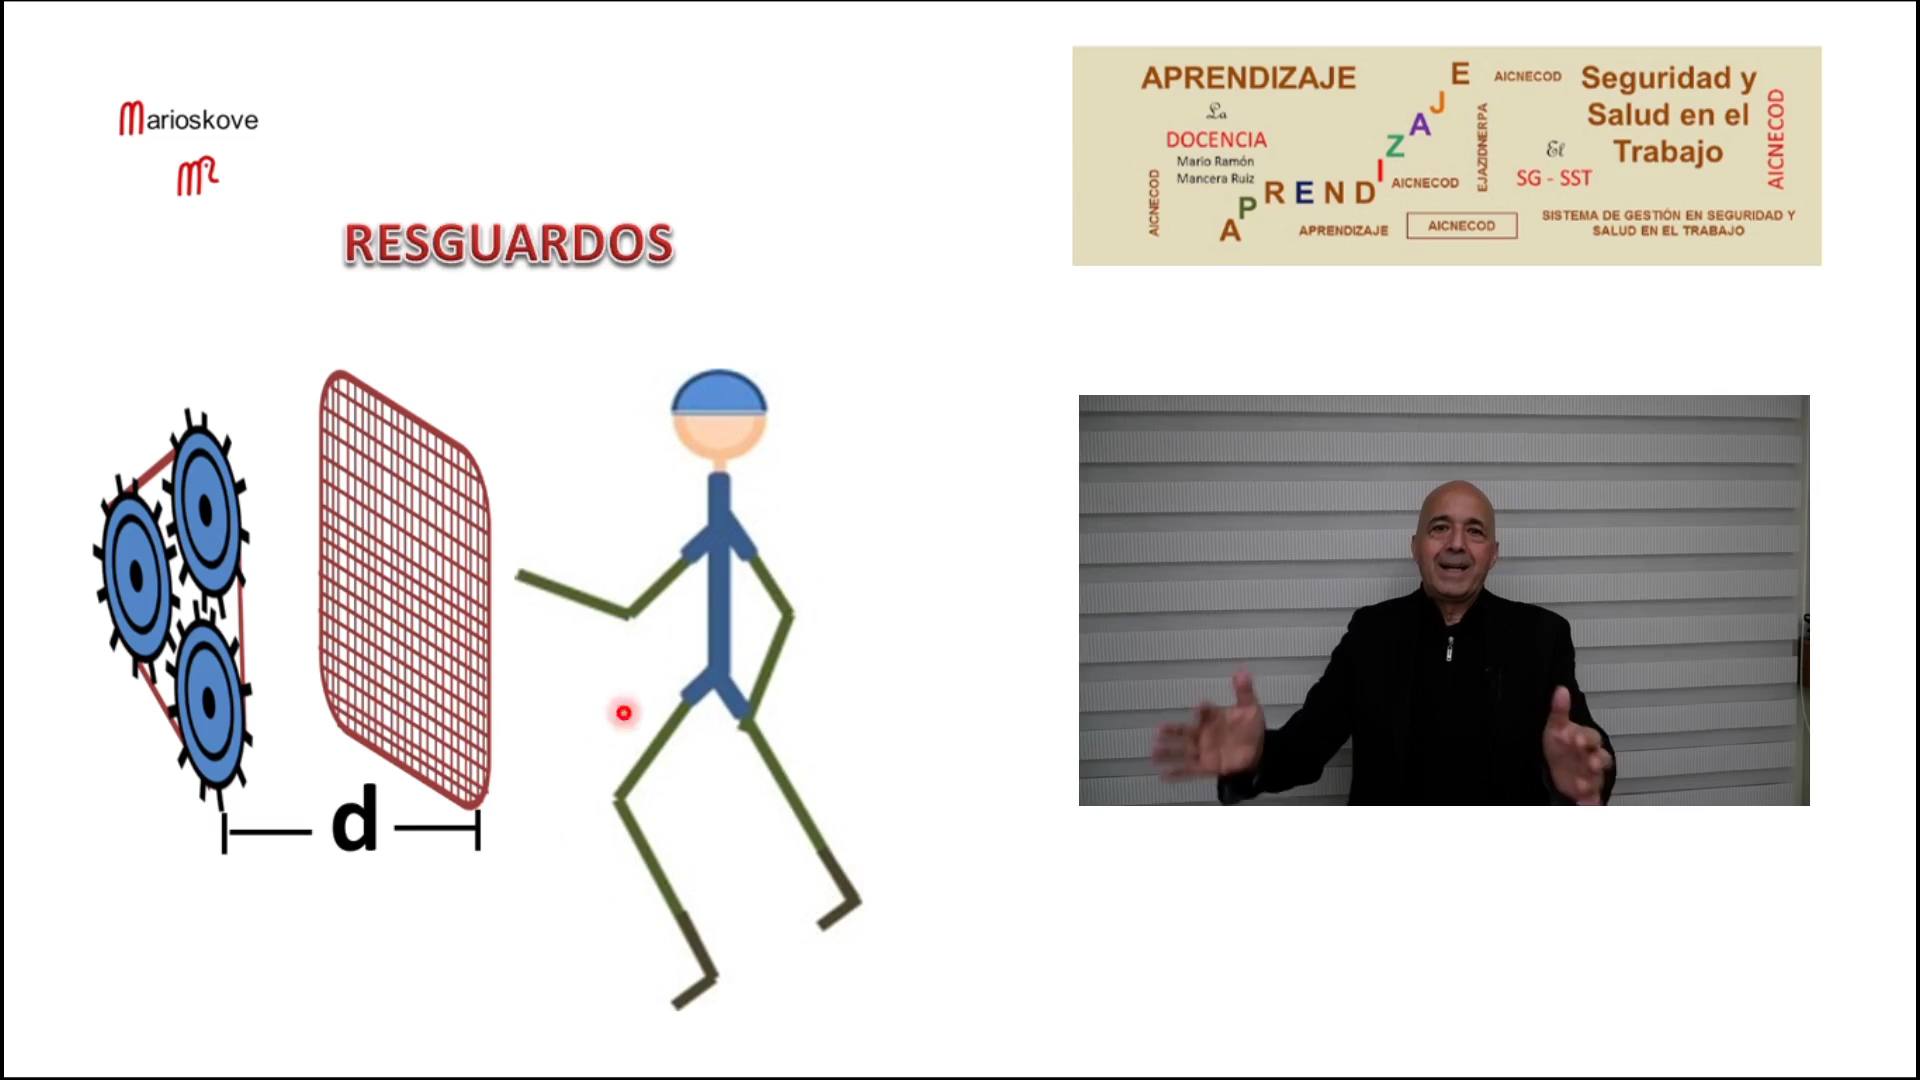 Marioskove
RESGUARDOS
d
APRENDIZAJE
La
DOCENCIA
Mario Ramón
Mancera Ruiz
AICNECOD
APRENDIZAJE
AICNECOD
APRENDIZAJE
AICNECOD
AICNECOD
EJAZIDNERPA
El
SG - SST
Seguridad y
Salud en el
Trabajo
AICNECOD
SISTEMA DE GESTIÓN EN SEGURIDAD Y
SALUD EN EL TRABAJO